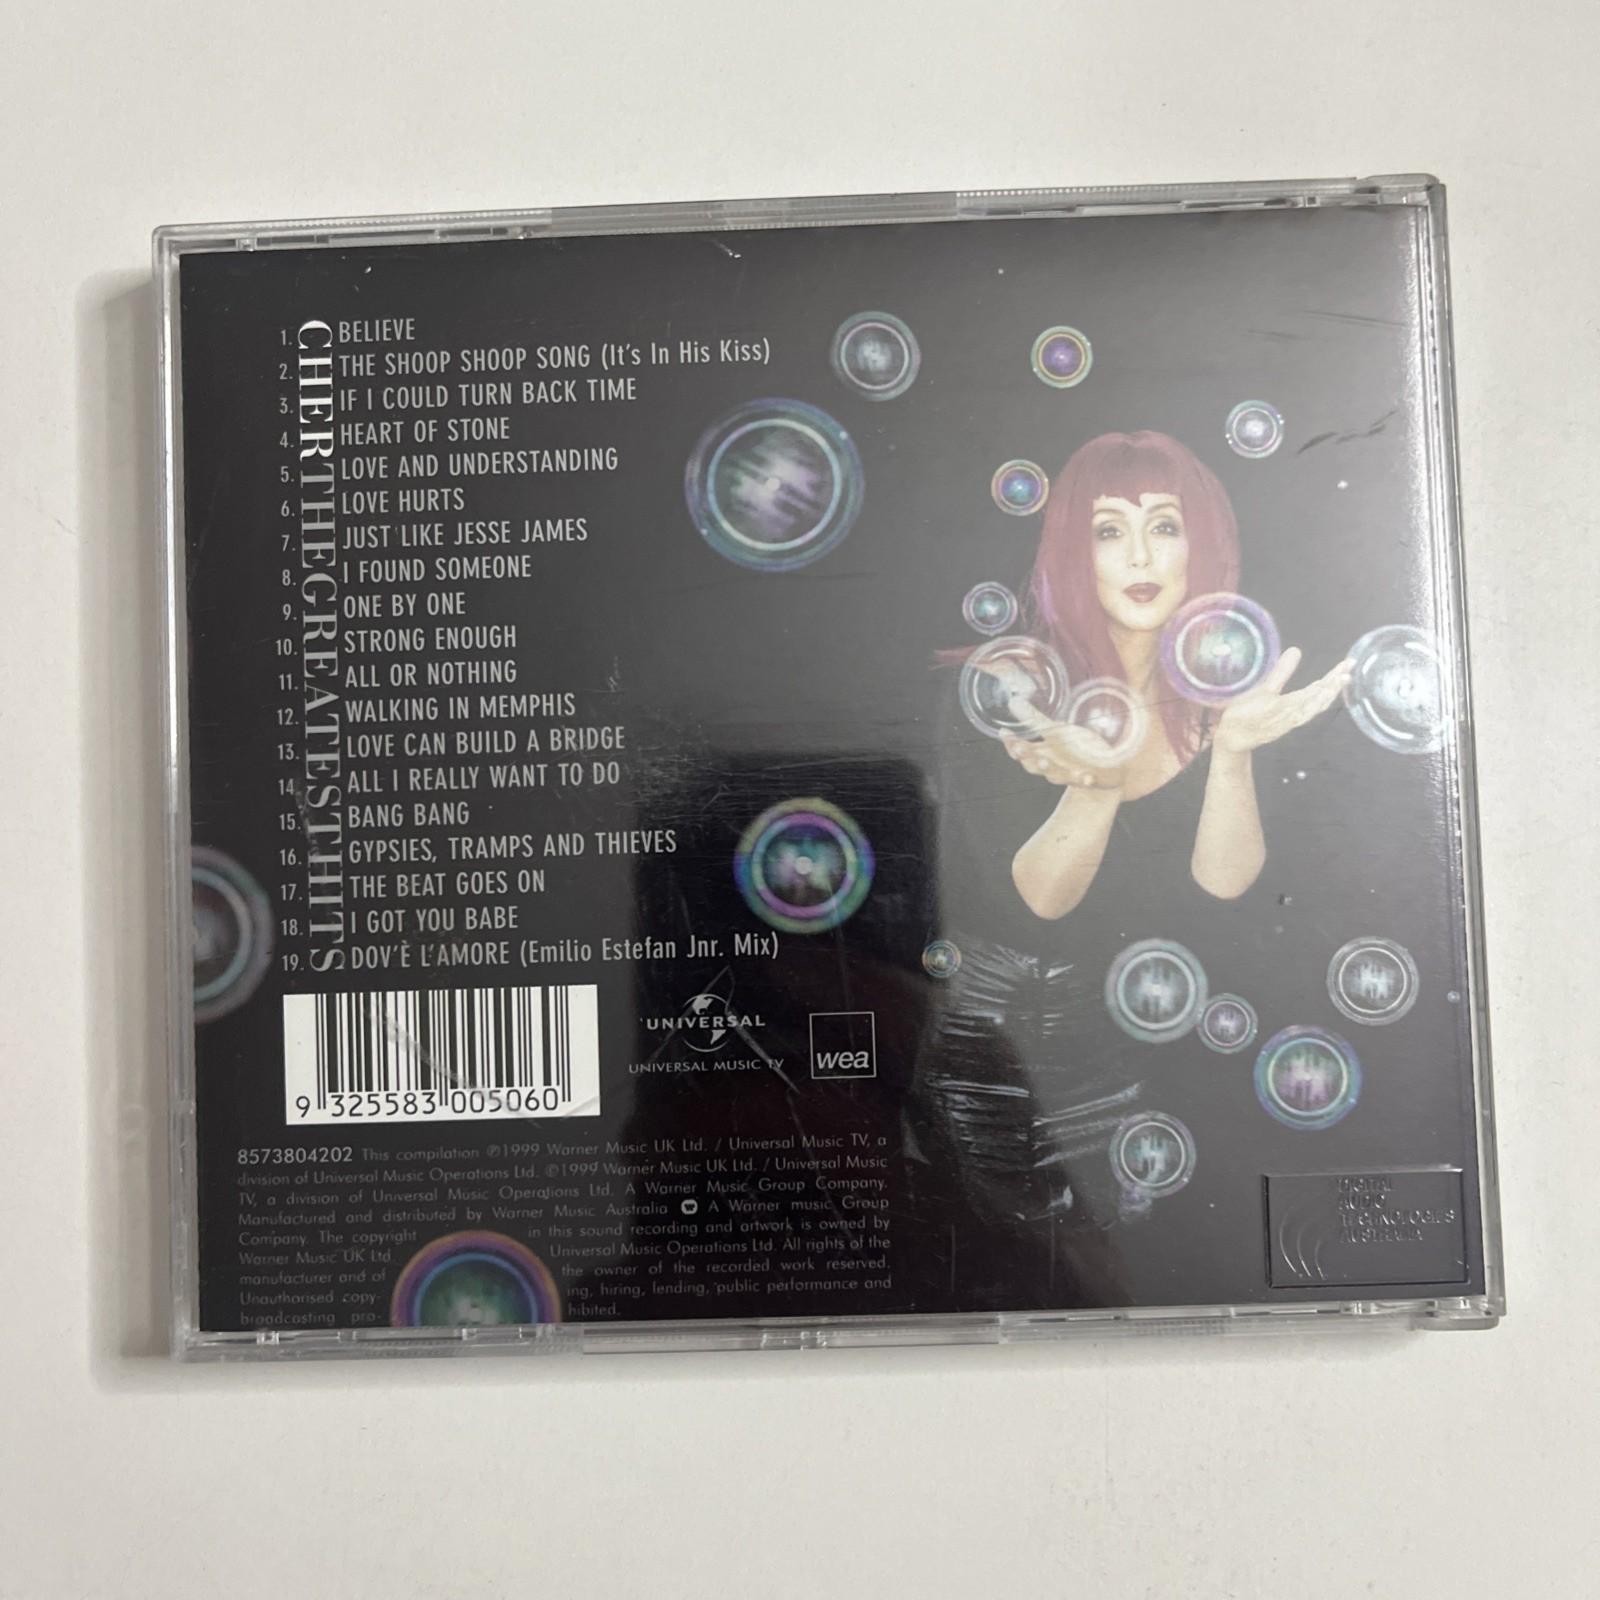 CHERTHEGREATESTHITS
1. BELIEVE
2. THE SHOOP SHOOP SONG (It's In His Kiss)
3. IF I COULD TURN BACK TIME
4. HEART OF STONE
5. LOVE AND UNDERSTANDING
6. LOVE HURTS
7. JUST LIKE JESSE JAMES
8. I FOUND SOMEONE
9. ONE BY ONE
10. STRONG ENOUGH
11. ALL OR NOTHING
12. WALKING IN MEMPHIS
13. LOVE CAN BUILD A BRIDGE
14. ALL I REALLY WANT TO DO
15. BANG BANG
16. GYPSIES, TRAMPS AND THIEVES
17. THE BEAT GOES ON
18. I GOT YOU BABE
19. DOV'È L'AMORE (Emilio Estefan Jnr. Mix)
9 325583 005060
UNIVERSAL
UNIVERSAL MUSIC TV
wea
8573804202 This compilation ℗1999 Warner Music UK Ltd. / Universal Music TV, a
division of Universal Music Operations Ltd. ©1999 Warner Music UK Ltd. / Universal Music
TV, a division of Universal Music Operations Ltd. A Warner Music Group Company.
Manufactured and distributed by Warner Music Australia A Warner music Group
Company. The copyright in this sound recording and artwork is owned by
Warner Music UK Ltd. Universal Music Operations Ltd. All rights of the
manufacturer and of the owner of the recorded work reserved.
Unauthorised copy- ing, hiring, lending, public performance and
broadcasting pro- hibited.
DIGITAL
AUDIO
TECHNOLOGIES
AUSTRALIA